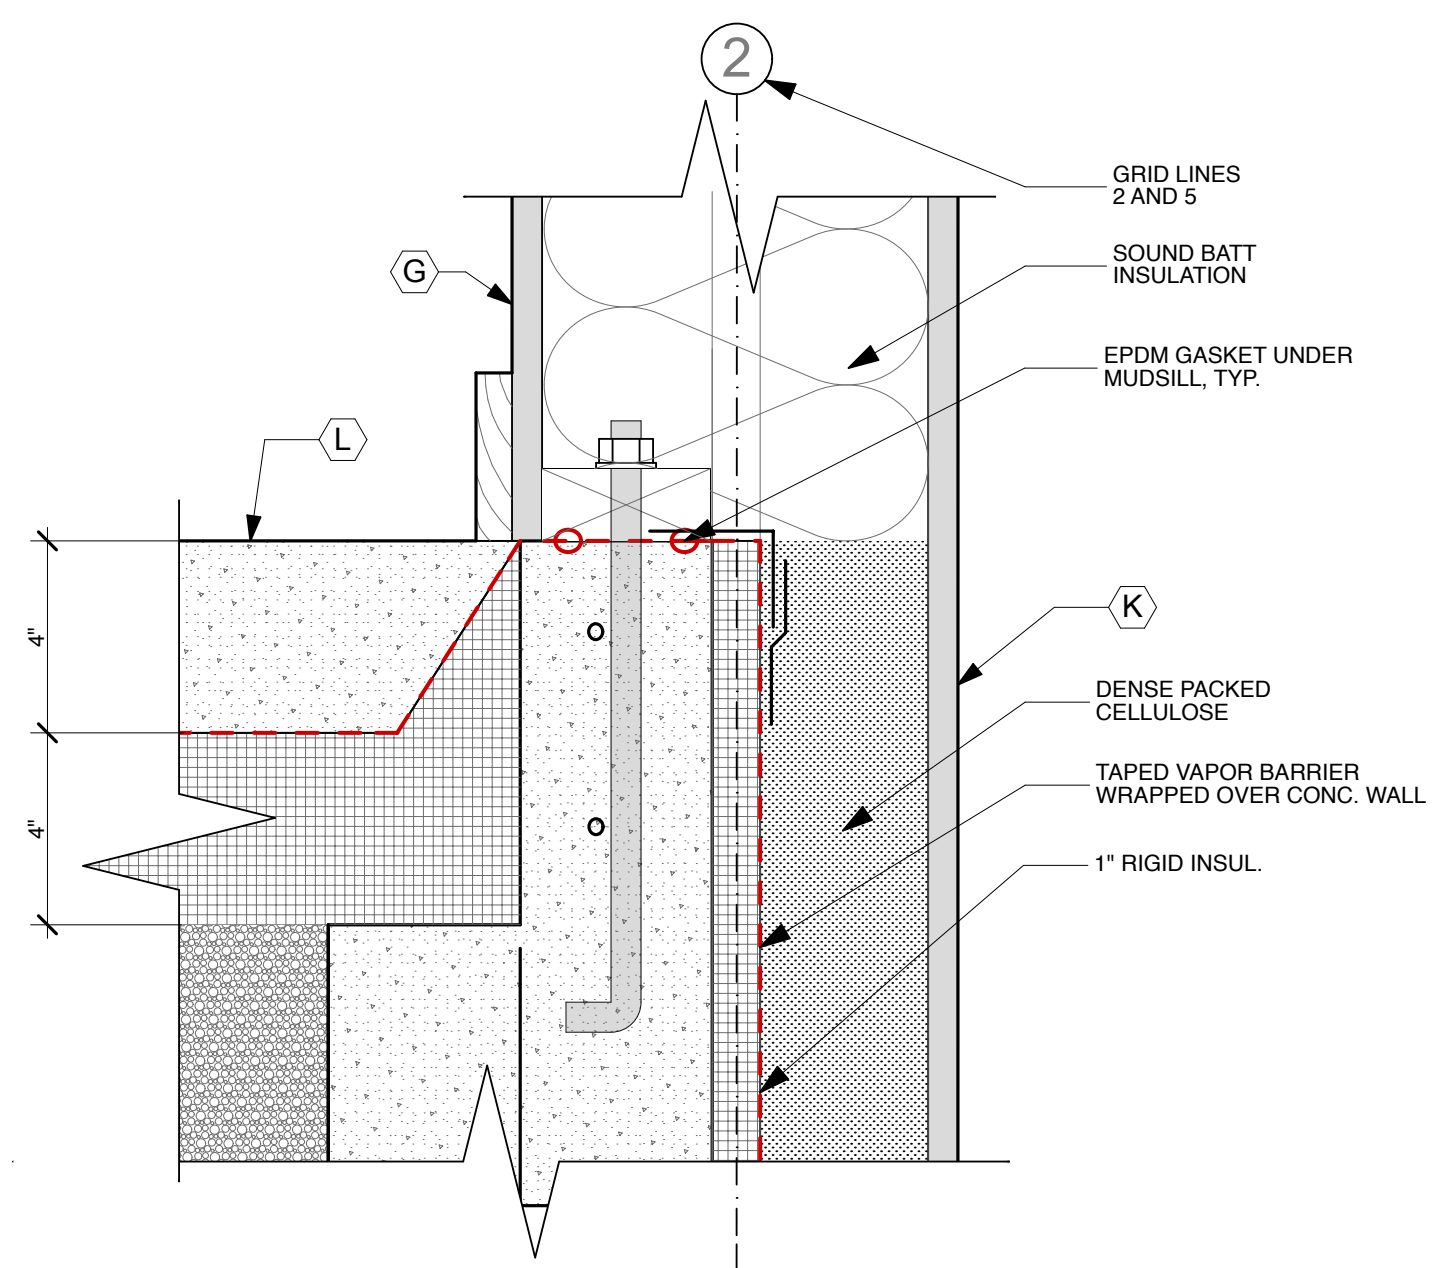 2
GRID LINES
2 AND 5
G
SOUND BATT
INSULATION
EPDM GASKET UNDER
MUDSILL, TYP.
L
4"
K
DENSE PACKED
CELLULOSE
TAPED VAPOR BARRIER
WRAPPED OVER CONC. WALL
4"
1" RIGID INSUL.